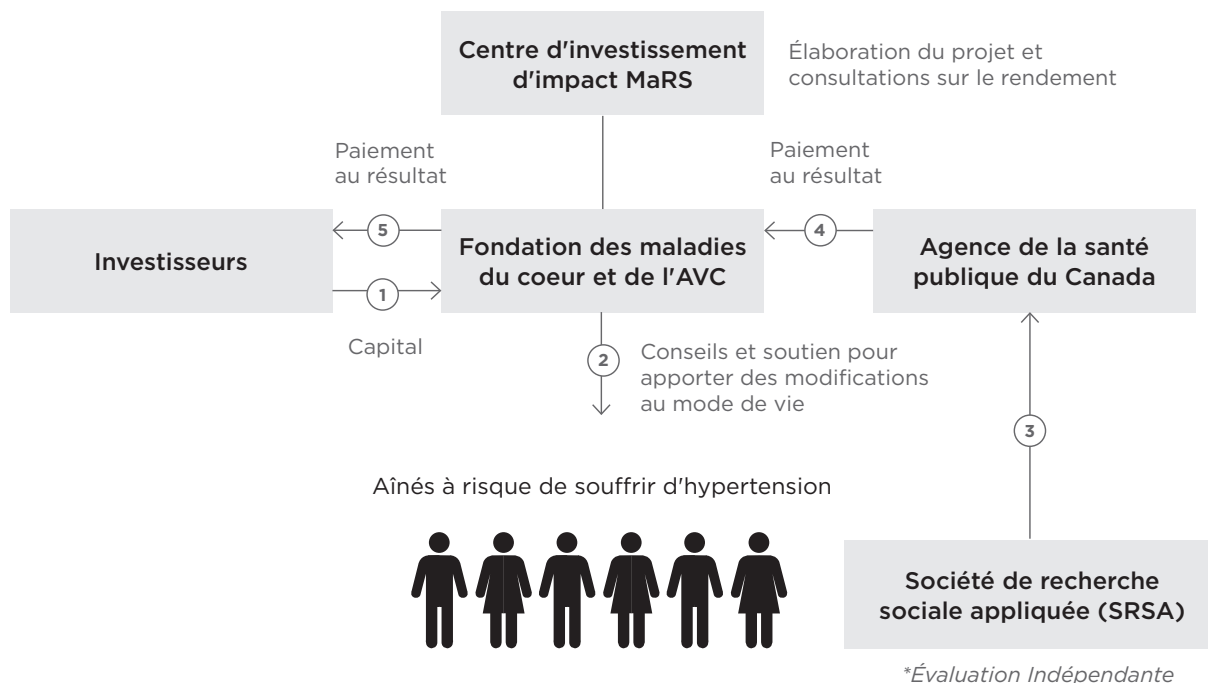 Centre d'investissement
d'impact MaRS
Élaboration du projet et
consultations sur le rendement
Paiement
au résultat
Paiement
au résultat
Investisseurs
5
1
Capital
Fondation des maladies
du coeur et de l'AVC
4
Agence de la santé
publique du Canada
2
Conseils et soutien pour
apporter des modifications
au mode de vie
3
Aînés à risque de souffrir d'hypertension
Société de recherche
sociale appliquée (SRSA)
*Évaluation Indépendante